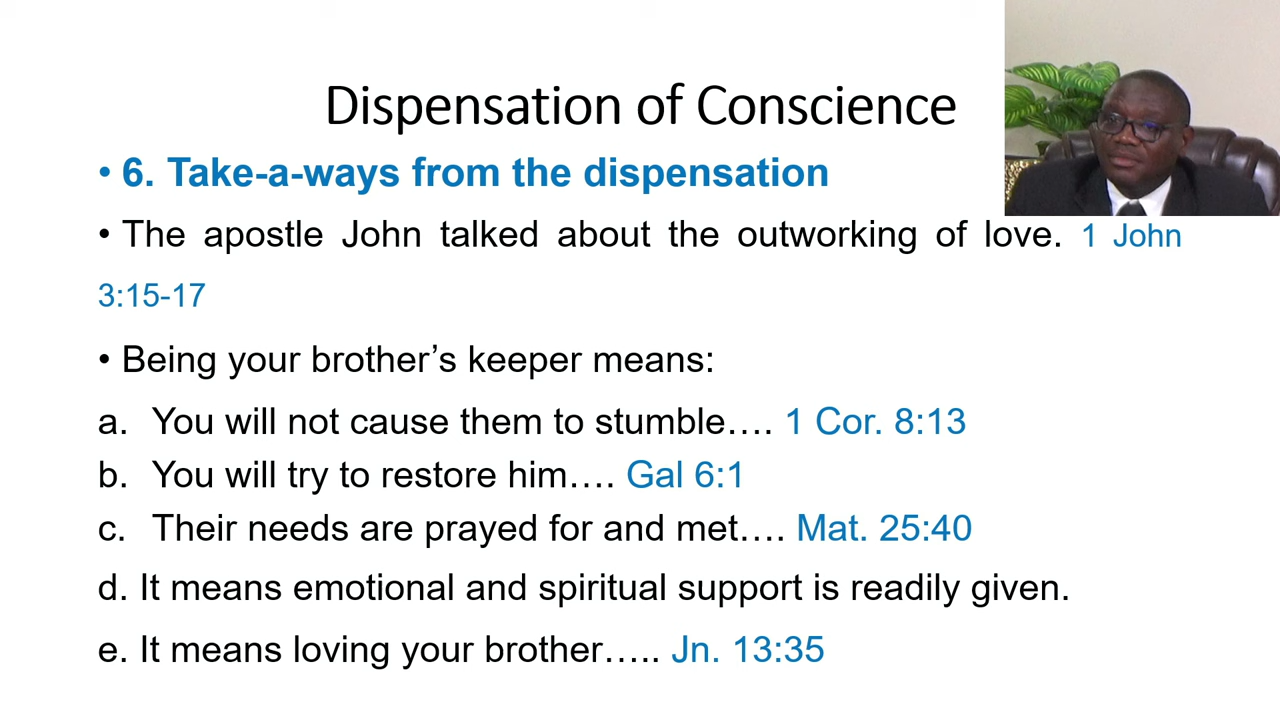 Dispensation of Conscience
• 6. Take-a-ways from the dispensation
• The apostle John talked about the outworking of love. 1 John
3:15-17
• Being your brother’s keeper means:
a. You will not cause them to stumble…. 1 Cor. 8:13
b. You will try to restore him…. Gal 6:1
c. Their needs are prayed for and met…. Mat. 25:40
d. It means emotional and spiritual support is readily given.
e. It means loving your brother….. Jn. 13:35